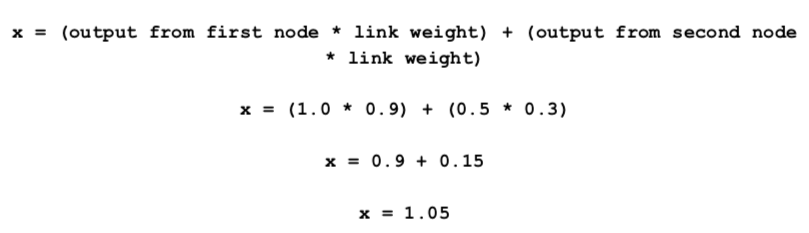 x = (output from first node * link weight) + (output from second node
* link weight)
x = (1.0 * 0.9) + (0.5 * 0.3)
x = 0.9 + 0.15
x = 1.05